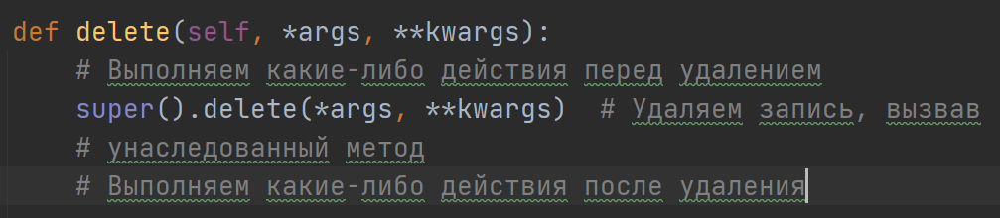 def delete(self, *args, **kwargs):
# Выполняем какие-либо действия перед удалением
super().delete(*args, **kwargs)  # Удаляем запись, вызвав
# унаследованный метод
# Выполняем какие-либо действия после удаления